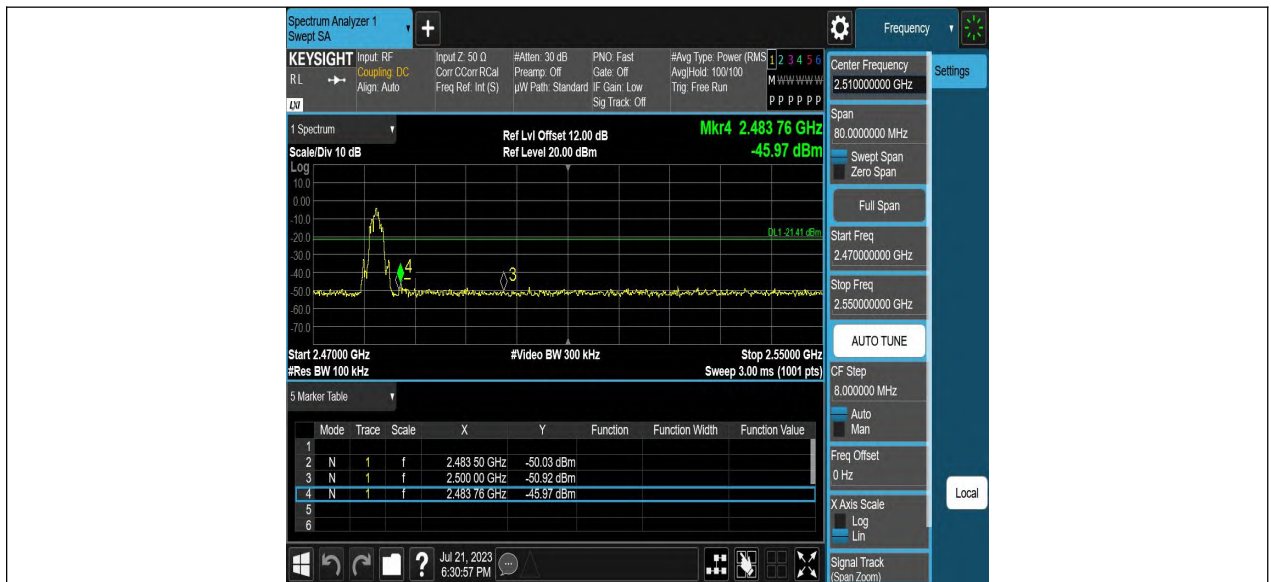 Spectrum Analyzer 1
Swept SA
+
Frequency
KEYSIGHT
RL
LXI
Input: RF
Coupling: DC
Align: Auto
Input Z: 50 Ω
Corr CCorr RCal
Freq Ref: Int (S)
#Atten: 30 dB
Preamp: Off
µW Path: Standard
PNO: Fast
Gate: Off
IF Gain: Low
Sig Track: Off
#Avg Type: Power (RMS
Avg|Hold: 100/100
Trig: Free Run
1 2 3 4 5 6
M W W W W W
P P P P P P
1 Spectrum
Scale/Div 10 dB
Ref Lvl Offset 12.00 dB
Ref Level 20.00 dBm
Mkr4 2.483 76 GHz
-45.97 dBm
Log
10.0
0.00
-10.0
-20.0
-30.0
-40.0
-50.0
-60.0
-70.0
DL1 -21.41 dBm
4
3
Start 2.47000 GHz
#Res BW 100 kHz
#Video BW 300 kHz
Stop 2.55000 GHz
Sweep 3.00 ms (1001 pts)
5 Marker Table
Mode Trace Scale X Y Function Function Width Function Value
1
2 N 1 f 2.483 50 GHz -50.03 dBm
3 N 1 f 2.500 00 GHz -50.92 dBm
4 N 1 f 2.483 76 GHz -45.97 dBm
5
6
?
Jul 21, 2023
6:30:57 PM
Center Frequency
2.510000000 GHz
Settings
Span
80.0000000 MHz
Swept Span
Zero Span
Full Span
Start Freq
2.470000000 GHz
Stop Freq
2.550000000 GHz
AUTO TUNE
CF Step
8.000000 MHz
Auto
Man
Freq Offset
0 Hz
X Axis Scale
Log
Lin
Local
Signal Track
(Span Zoom)